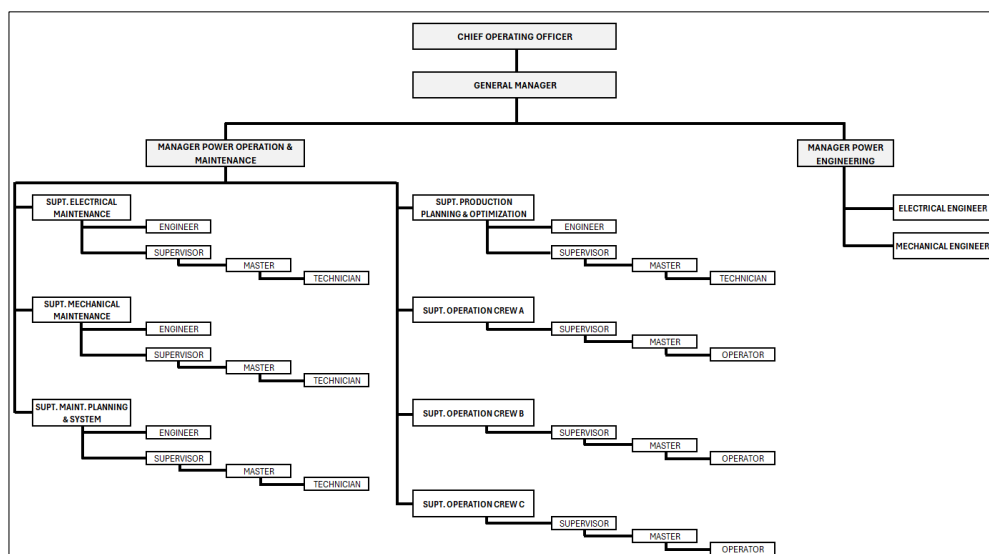 CHIEF OPERATING OFFICER
GENERAL MANAGER
MANAGER POWER OPERATION &
MAINTENANCE
MANAGER POWER
ENGINEERING
SUPT. ELECTRICAL
MAINTENANCE
ENGINEER
SUPERVISOR
MASTER
TECHNICIAN
SUPT. MECHANICAL
MAINTENANCE
ENGINEER
SUPERVISOR
MASTER
TECHNICIAN
SUPT. MAINT. PLANNING
& SYSTEM
ENGINEER
SUPERVISOR
MASTER
TECHNICIAN
SUPT. PRODUCTION
PLANNING & OPTIMIZATION
ENGINEER
SUPERVISOR
MASTER
TECHNICIAN
SUPT. OPERATION CREW A
SUPERVISOR
MASTER
OPERATOR
SUPT. OPERATION CREW B
SUPERVISOR
MASTER
OPERATOR
SUPT. OPERATION CREW C
SUPERVISOR
MASTER
OPERATOR
ELECTRICAL ENGINEER
MECHANICAL ENGINEER